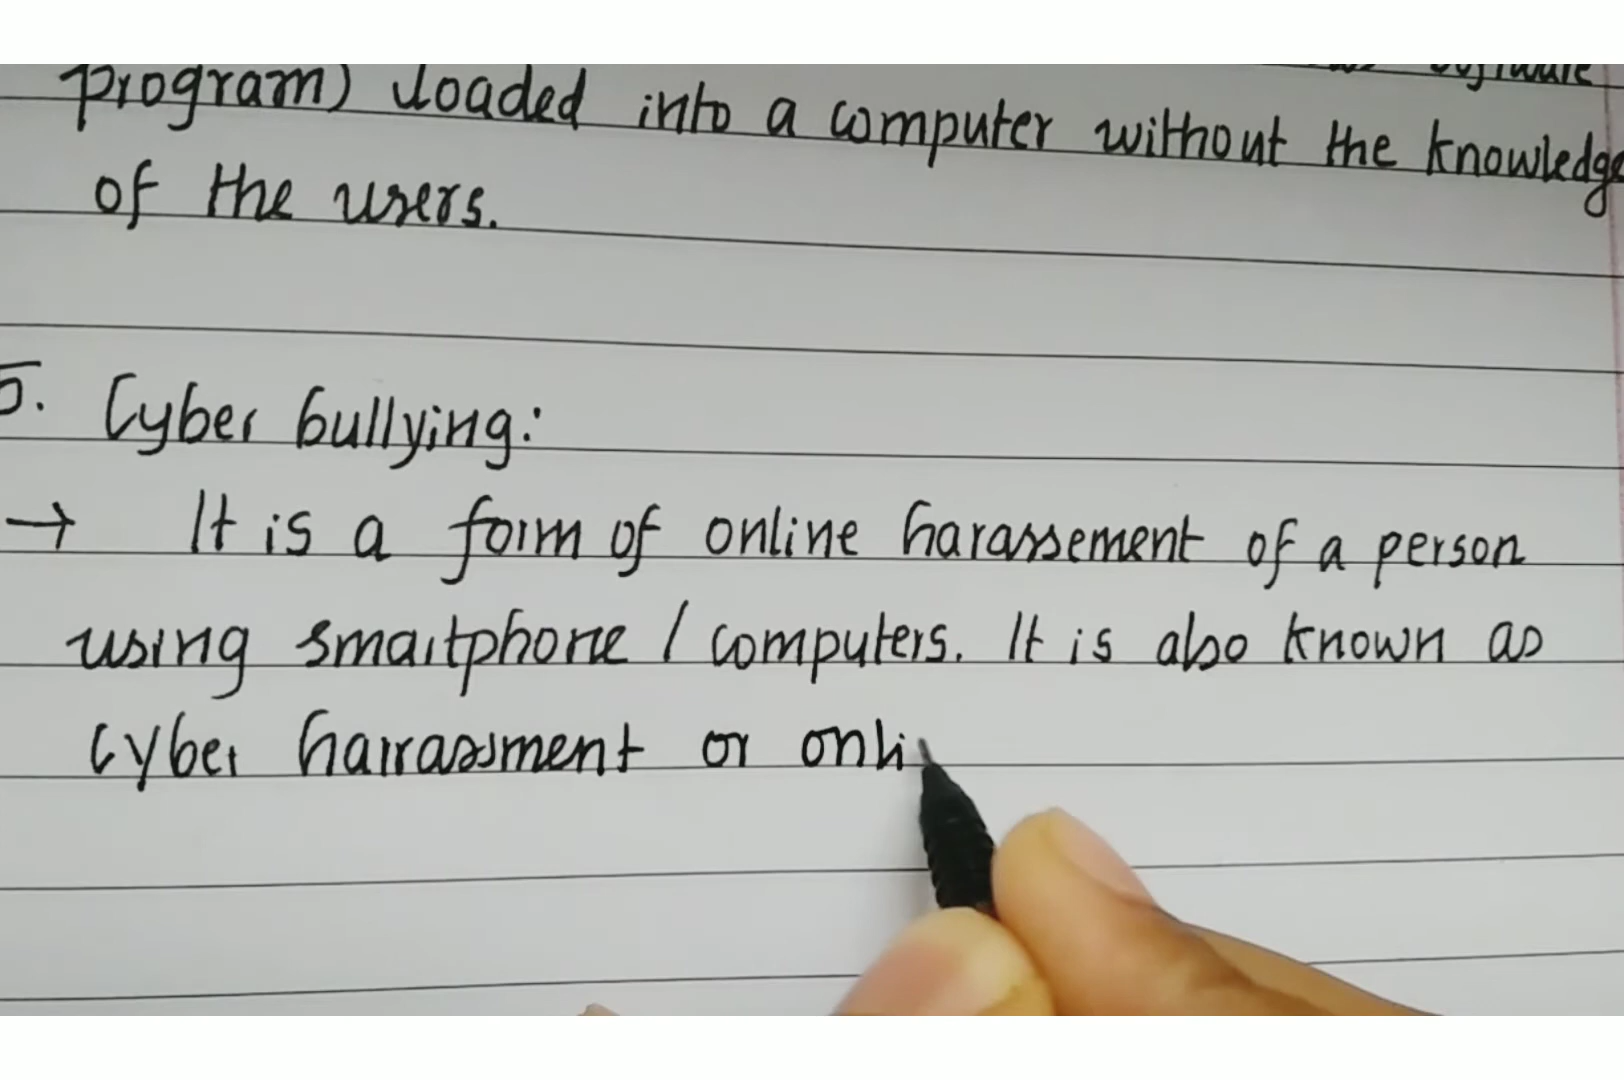 program) loaded into a computer without the knowledge
of the users.
5. Cyber bullying:
→ It is a form of online harassement of a person
using smartphone / computers. It is also known as
cyber harrassment or onli